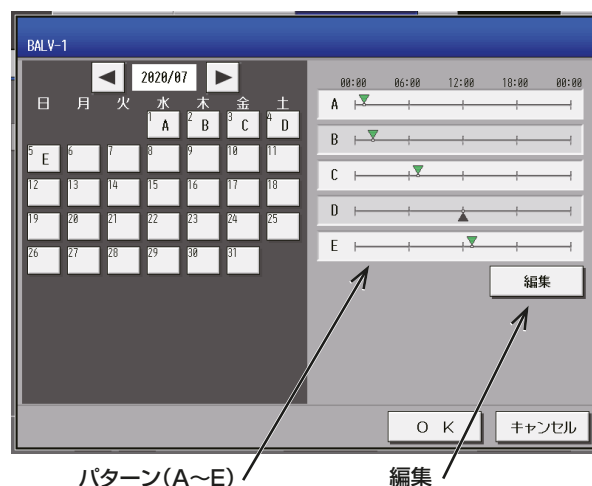 BALV-1
◀ 2020/07 ▶
日 月 火 水 木 金 土
1 A 2 B 3 C 4 D
5 E 6 7 8 9 10 11
12 13 14 15 16 17 18
19 20 21 22 23 24 25
26 27 28 29 30 31
00:00 06:00 12:00 18:00 00:00
A
B
C
D
E
編集
OK キャンセル
パターン(A〜E) 編集